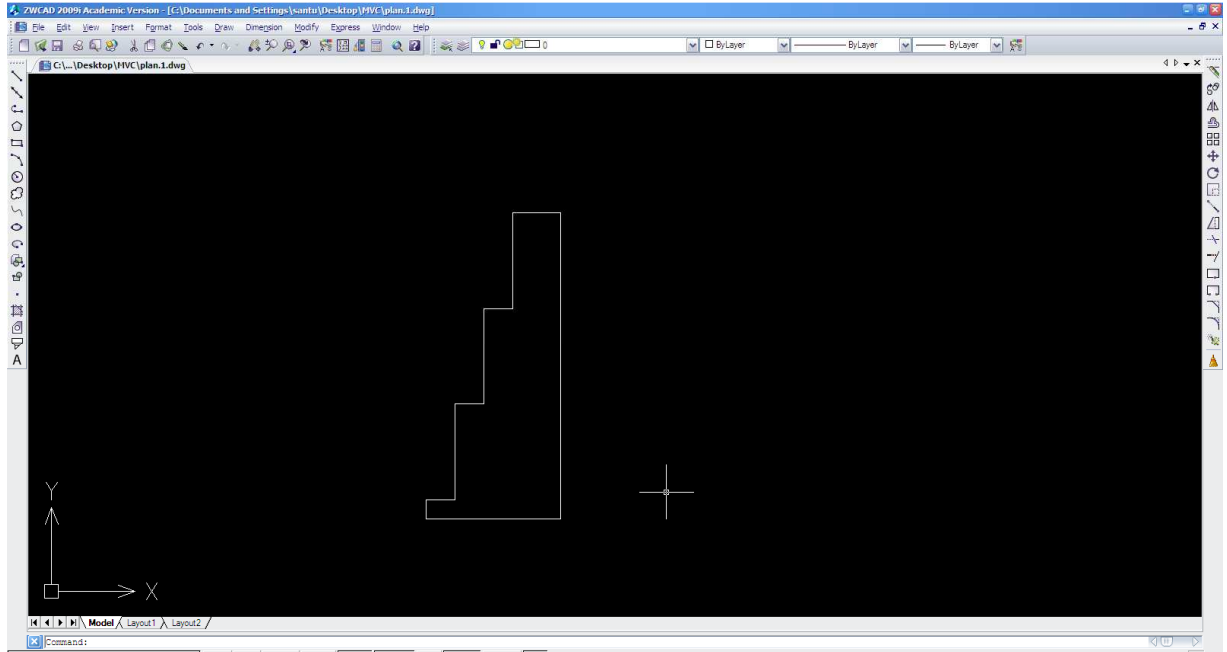 ZWCAD 2009i Academic Version - [C:\Documents and Settings\santu\Desktop\MVC\plan.1.dwg]
File Edit View Insert Format Tools Draw Dimension Modify Express Window Help
0 ByLayer ByLayer ByLayer
C:\...\Desktop\MVC\plan.1.dwg
A
Y
X
Model Layout1 Layout2
Command: